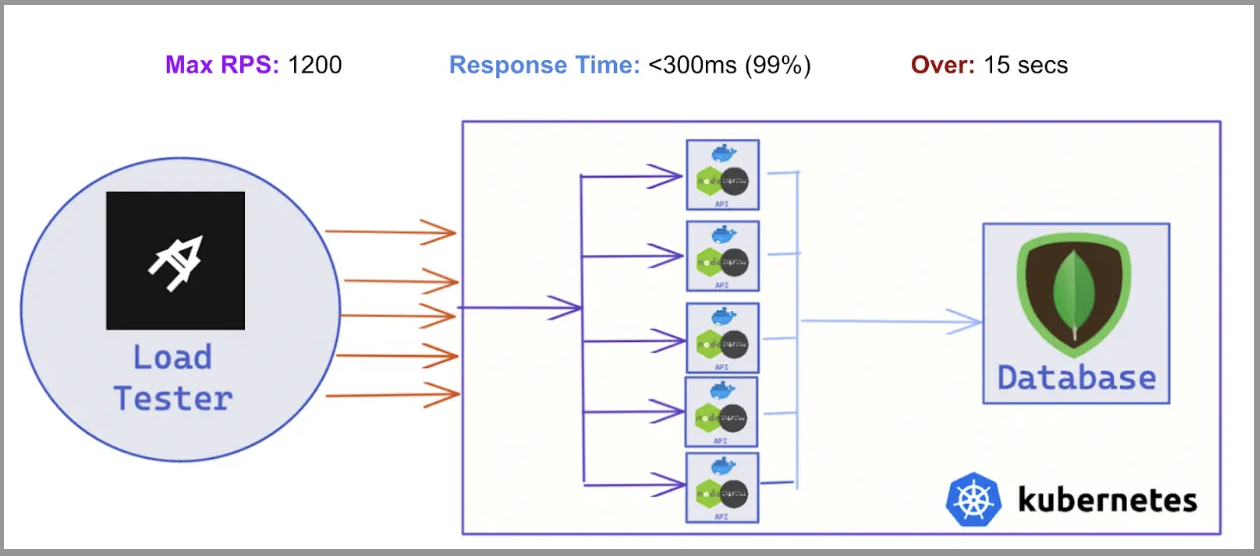 Max RPS: 1200
Response Time: <300ms (99%)
Over: 15 secs
Load
Tester
API
API
API
API
API
Database
kubernetes